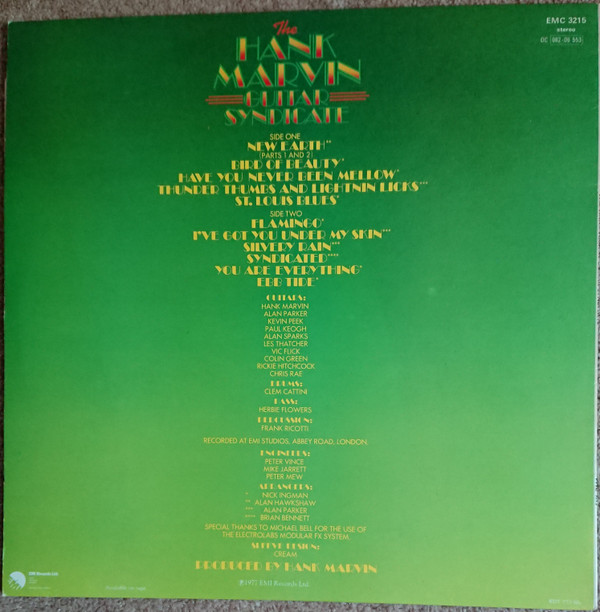 The
HANK
MARVIN
GUITAR
SYNDICATE
EMC 3215
stereo
SIDE ONE
NEW EARTH**
(PARTS 1 AND 2)
BIRD OF BEAUTY*
HAVE YOU NEVER BEEN MELLOW*
THUNDER THUMBS AND LIGHTNIN LICKS***
ST. LOUIS BLUES*
SIDE TWO
FLAMINGO*
I'VE GOT YOU UNDER MY SKIN***
SILVERY RAIN***
SYNDICATED****
YOU ARE EVERYTHING*
EBB TIDE*
GUITARS:
HANK MARVIN
ALAN PARKER
KEVIN PEEK
PAUL KEOGH
ALAN SPARKS
LES THATCHER
VIC FLICK
COLIN GREEN
RICKIE HITCHCOCK
CHRIS RAE
DRUMS:
CLEM CATTINI
BASS:
HERBIE FLOWERS
PERCUSSION:
FRANK RICOTTI
RECORDED AT EMI STUDIOS, ABBEY ROAD, LONDON.
ENGINEERS:
PETER VINCE
MIKE JARRETT
PETER MEW
ARRANGERS:
* NICK INGMAN
** ALAN HAWKSHAW
*** ALAN PARKER
**** BRIAN BENNETT
SPECIAL THANKS TO MICHAEL BELL FOR THE USE OF
THE ELECTROLABS MODULAR FX SYSTEM.
SLEEVE DESIGN:
CREAM
PRODUCED BY HANK MARVIN
℗ 1977 EMI Records Ltd.